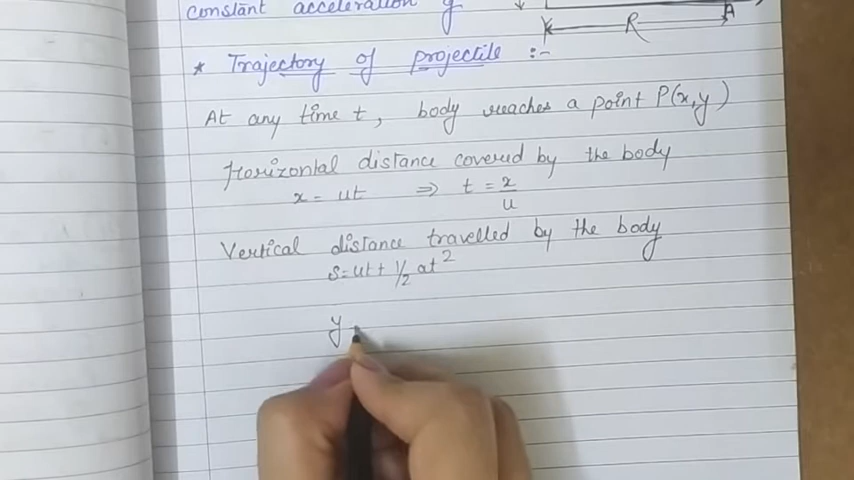 constant acceleration g
R A
* Trajectory of projectile :-
At any time t, body reaches a point P(x,y)
Horizontal distance covered by the body
x = ut ⇒ t = x/u
Vertical distance travelled by the body
s=ut + 1/2 at²
y